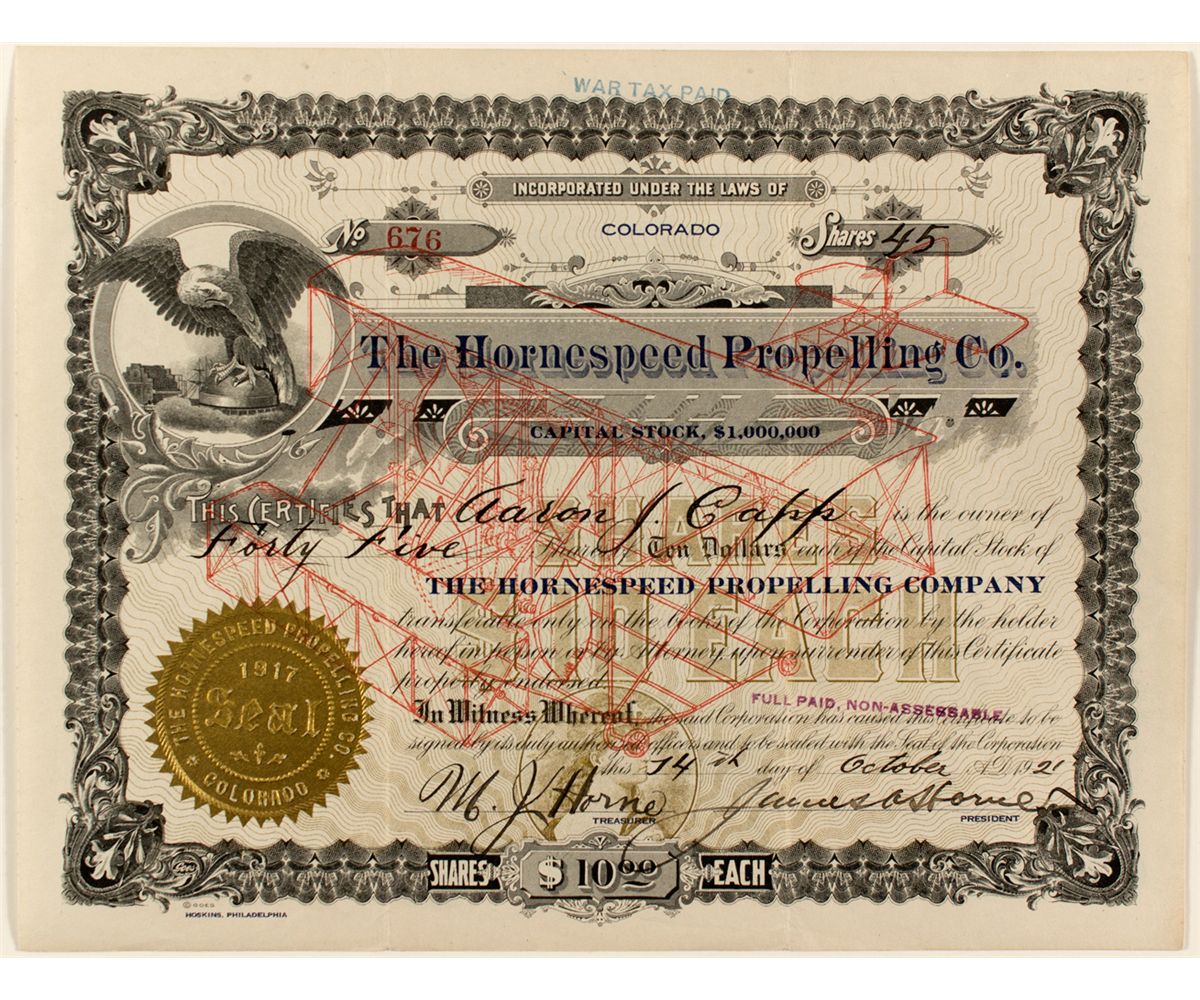 WAR TAX PAID
INCORPORATED UNDER THE LAWS OF
COLORADO
No 676
Shares 45
The Hornespeed Propelling Co.
CAPITAL STOCK, $1,000,000
SHARES
$10 EACH
THIS CERTIFIES THAT Aaron J. Capp is the owner of
Forty Five Shares of Ten Dollars each of the Capital Stock of
THE HORNESPEED PROPELLING COMPANY
transferable only on the books of the Corporation by the holder
hereof in person or by Attorney upon surrender of this Certificate
properly endorsed.
FULL PAID, NON-ASSESSABLE
In Witness Whereof, the said Corporation has caused this Certificate to be
signed by its duly authorized officers and to be sealed with the Seal of the Corporation
this 14th day of October A.D. 1921
M. J. Horne
TREASURER
James A Horne
PRESIDENT
THE HORNESPEED PROPELLING CO.
1917
Seal
COLORADO
SHARES $10.00 EACH
© GOES
HOSKINS, PHILADELPHIA